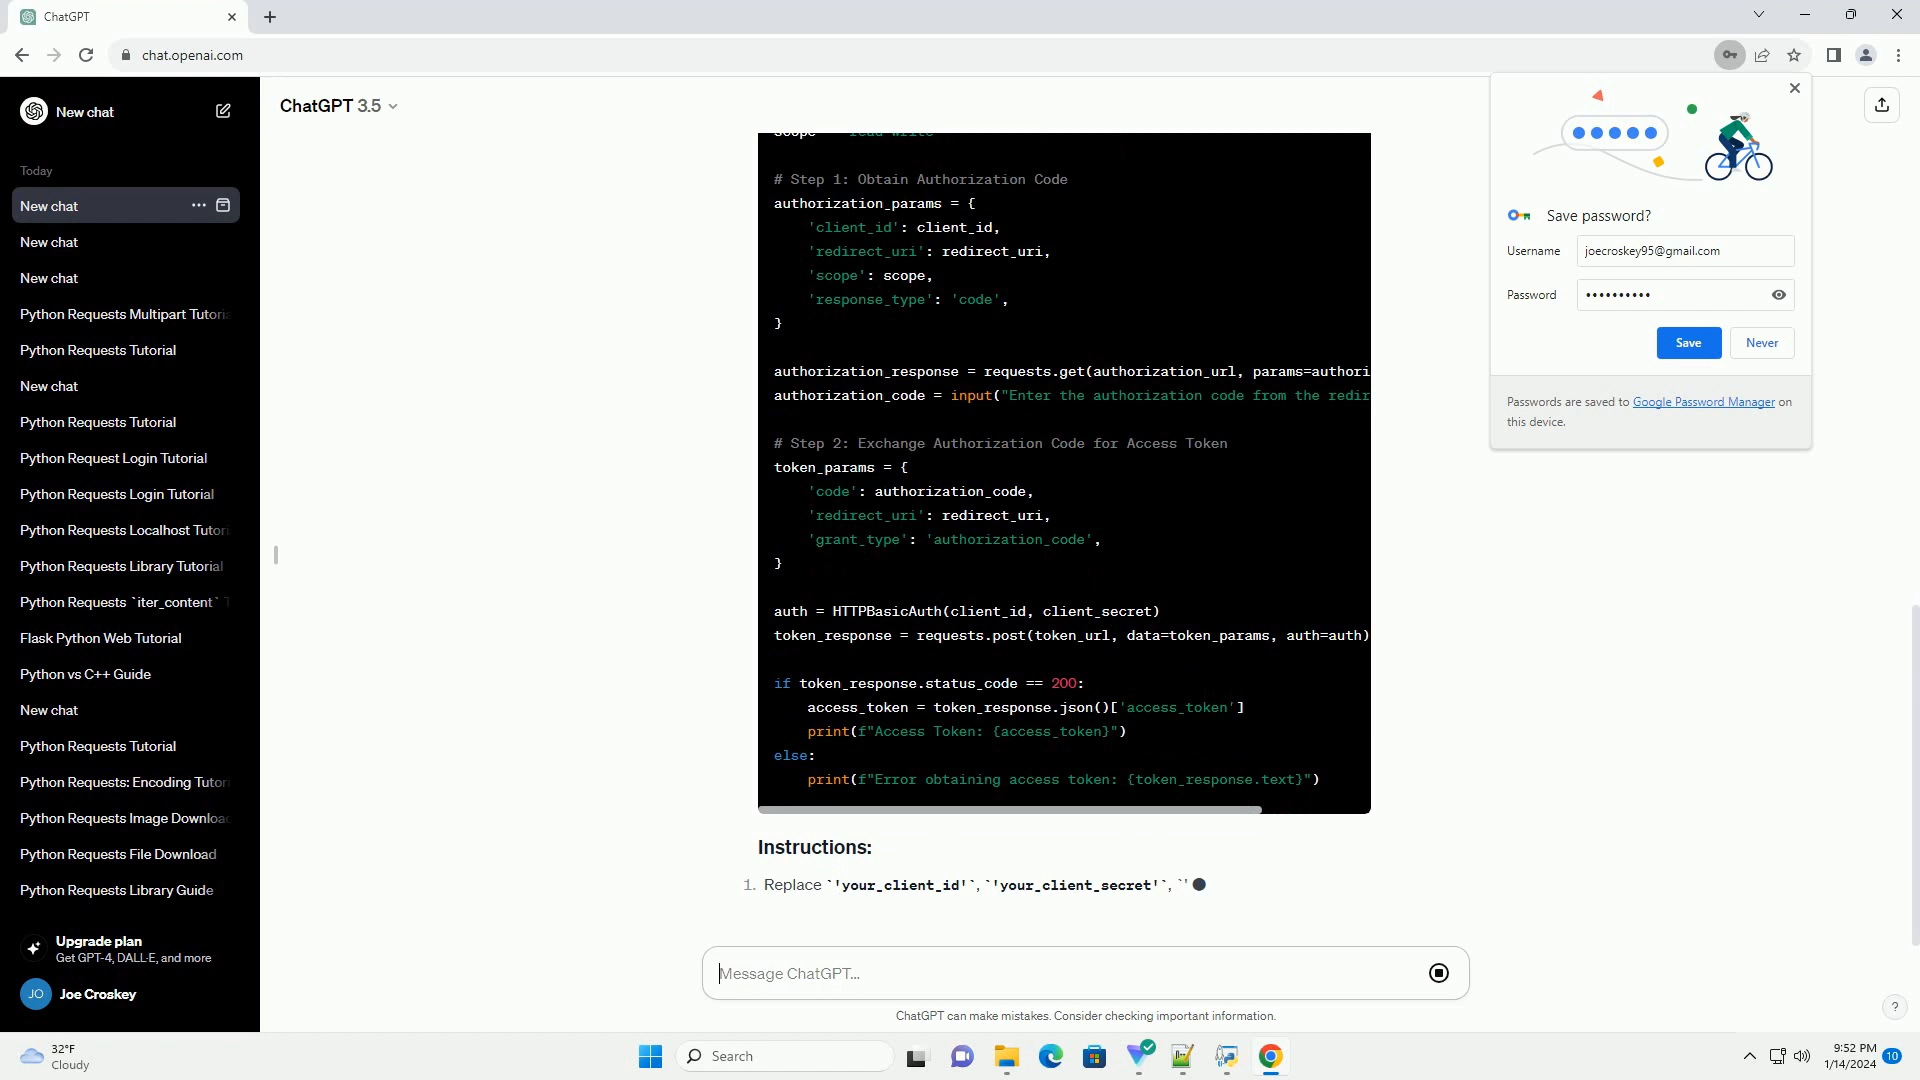 ChatGPT
chat.openai.com
New chat
Today
New chat
New chat
New chat
Python Requests Multipart Tutoria
Python Requests Tutorial
New chat
Python Requests Tutorial
Python Request Login Tutorial
Python Requests Login Tutorial
Python Requests Localhost Tutori
Python Requests Library Tutorial
Python Requests `iter_content` T
Flask Python Web Tutorial
Python vs C++ Guide
New chat
Python Requests Tutorial
Python Requests: Encoding Tutori
Python Requests Image Download
Python Requests File Download
Python Requests Library Guide
Upgrade plan
Get GPT-4, DALL·E, and more
JO Joe Croskey
ChatGPT 3.5
scope = 'read write'
# Step 1: Obtain Authorization Code
authorization_params = {
'client_id': client_id,
'redirect_uri': redirect_uri,
'scope': scope,
'response_type': 'code',
}
authorization_response = requests.get(authorization_url, params=authori
authorization_code = input("Enter the authorization code from the redir
# Step 2: Exchange Authorization Code for Access Token
token_params = {
'code': authorization_code,
'redirect_uri': redirect_uri,
'grant_type': 'authorization_code',
}
auth = HTTPBasicAuth(client_id, client_secret)
token_response = requests.post(token_url, data=token_params, auth=auth)
if token_response.status_code == 200:
access_token = token_response.json()['access_token']
print(f"Access Token: {access_token}")
else:
print(f"Error obtaining access token: {token_response.text}")
Instructions:
1. Replace `'your_client_id'`, `'your_client_secret'`, `'
Message ChatGPT...
ChatGPT can make mistakes. Consider checking important information.
?
Save password?
Username joecroskey95@gmail.com
Password ••••••••••
Save Never
Passwords are saved to Google Password Manager on
this device.
32°F
Cloudy
Search
9:52 PM
1/14/2024
10